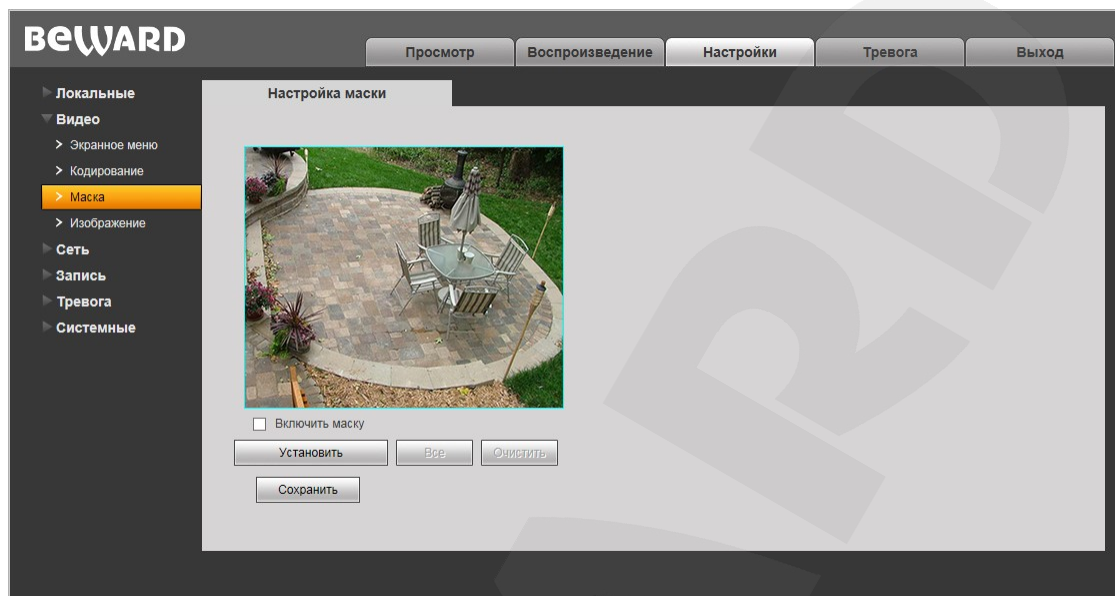 BEWARD
Просмотр Воспроизведение Настройки Тревога Выход
Локальные
Видео
Экранное меню
Кодирование
Маска
Изображение
Сеть
Запись
Тревога
Системные
Настройка маски
Включить маску
Установить Все Очистить
Сохранить